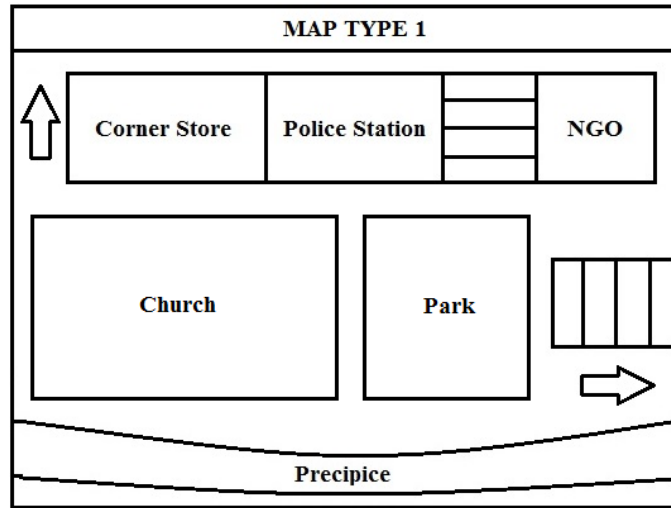 MAP TYPE 1
Corner Store
Police Station
NGO
Church
Park
Precipice